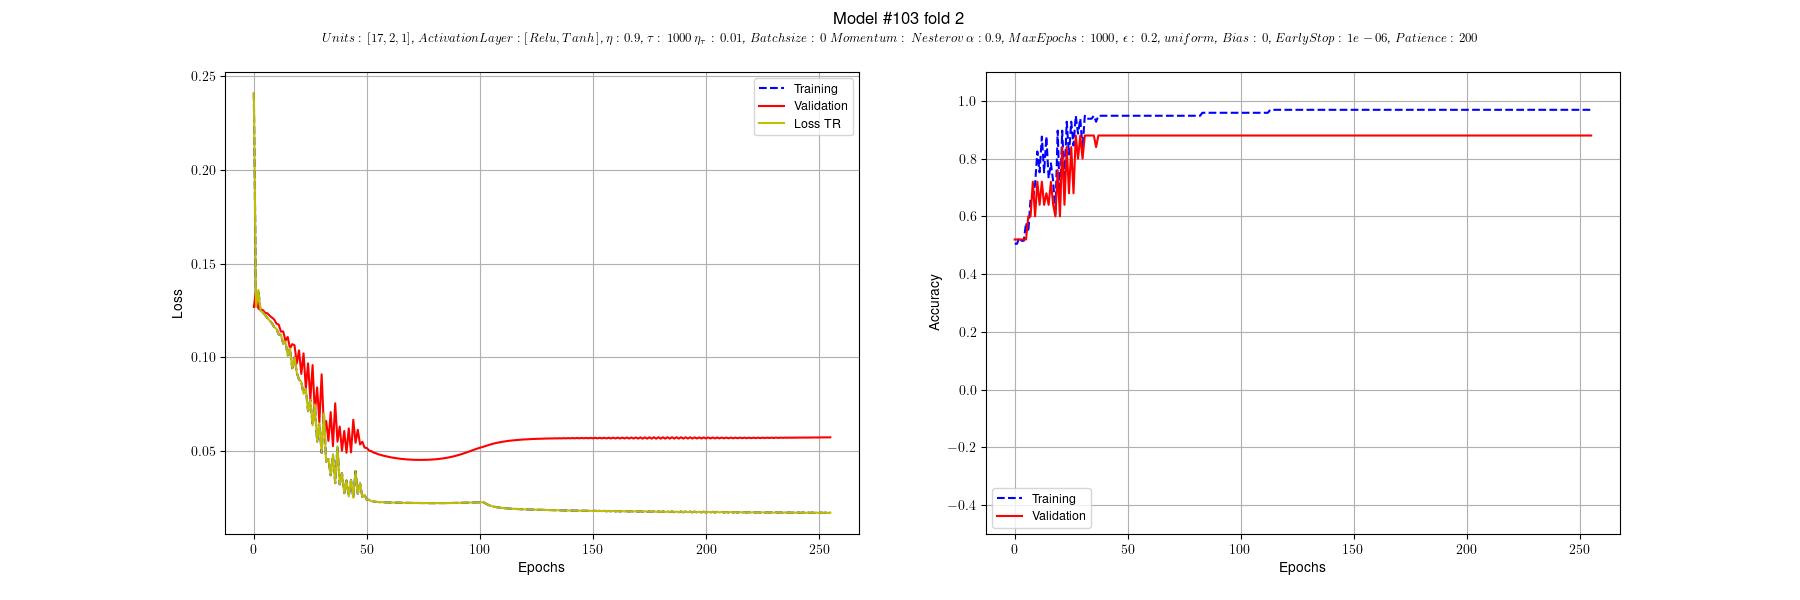 Model #103 fold 2
Units : [17, 2, 1], ActivationLayer : [Relu, Tanh], η : 0.9, τ : 1000 η_τ : 0.01, Batchsize : 0 Momentum : Nesterov α : 0.9, MaxEpochs : 1000, ϵ : 0.2, uniform, Bias : 0, EarlyStop : 1e − 06, Patience : 200
0.25
0.20
0.15
0.10
0.05
Loss
0 50 100 150 200 250
Epochs
Training
Validation
Loss TR
1.0
0.8
0.6
0.4
0.2
0.0
−0.2
−0.4
Accuracy
0 50 100 150 200 250
Epochs
Training
Validation